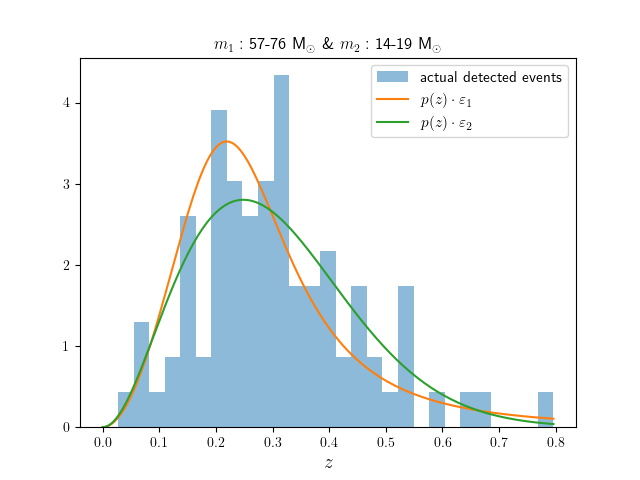 m₁ : 57-76 M⊙ & m₂ : 14-19 M⊙
actual detected events
p(z) · ε₁
p(z) · ε₂
4
3
2
1
0
0.0 0.1 0.2 0.3 0.4 0.5 0.6 0.7 0.8
z